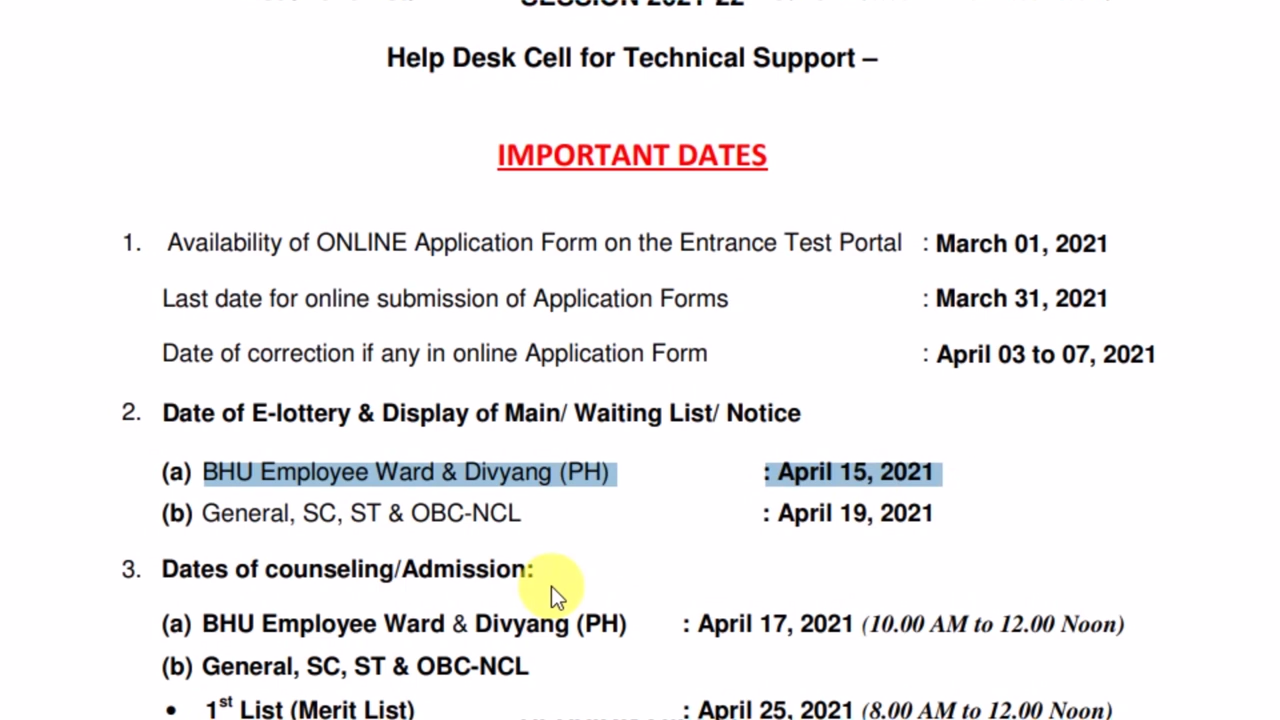 SESSION 2021-22
Help Desk Cell for Technical Support –
IMPORTANT DATES
1. Availability of ONLINE Application Form on the Entrance Test Portal : March 01, 2021
Last date for online submission of Application Forms : March 31, 2021
Date of correction if any in online Application Form : April 03 to 07, 2021
2. Date of E-lottery & Display of Main/ Waiting List/ Notice
(a) BHU Employee Ward & Divyang (PH) : April 15, 2021
(b) General, SC, ST & OBC-NCL : April 19, 2021
3. Dates of counseling/Admission:
(a) BHU Employee Ward & Divyang (PH) : April 17, 2021 (10.00 AM to 12.00 Noon)
(b) General, SC, ST & OBC-NCL
• 1st List (Merit List) : April 25, 2021 (8.00 AM to 12.00 Noon)